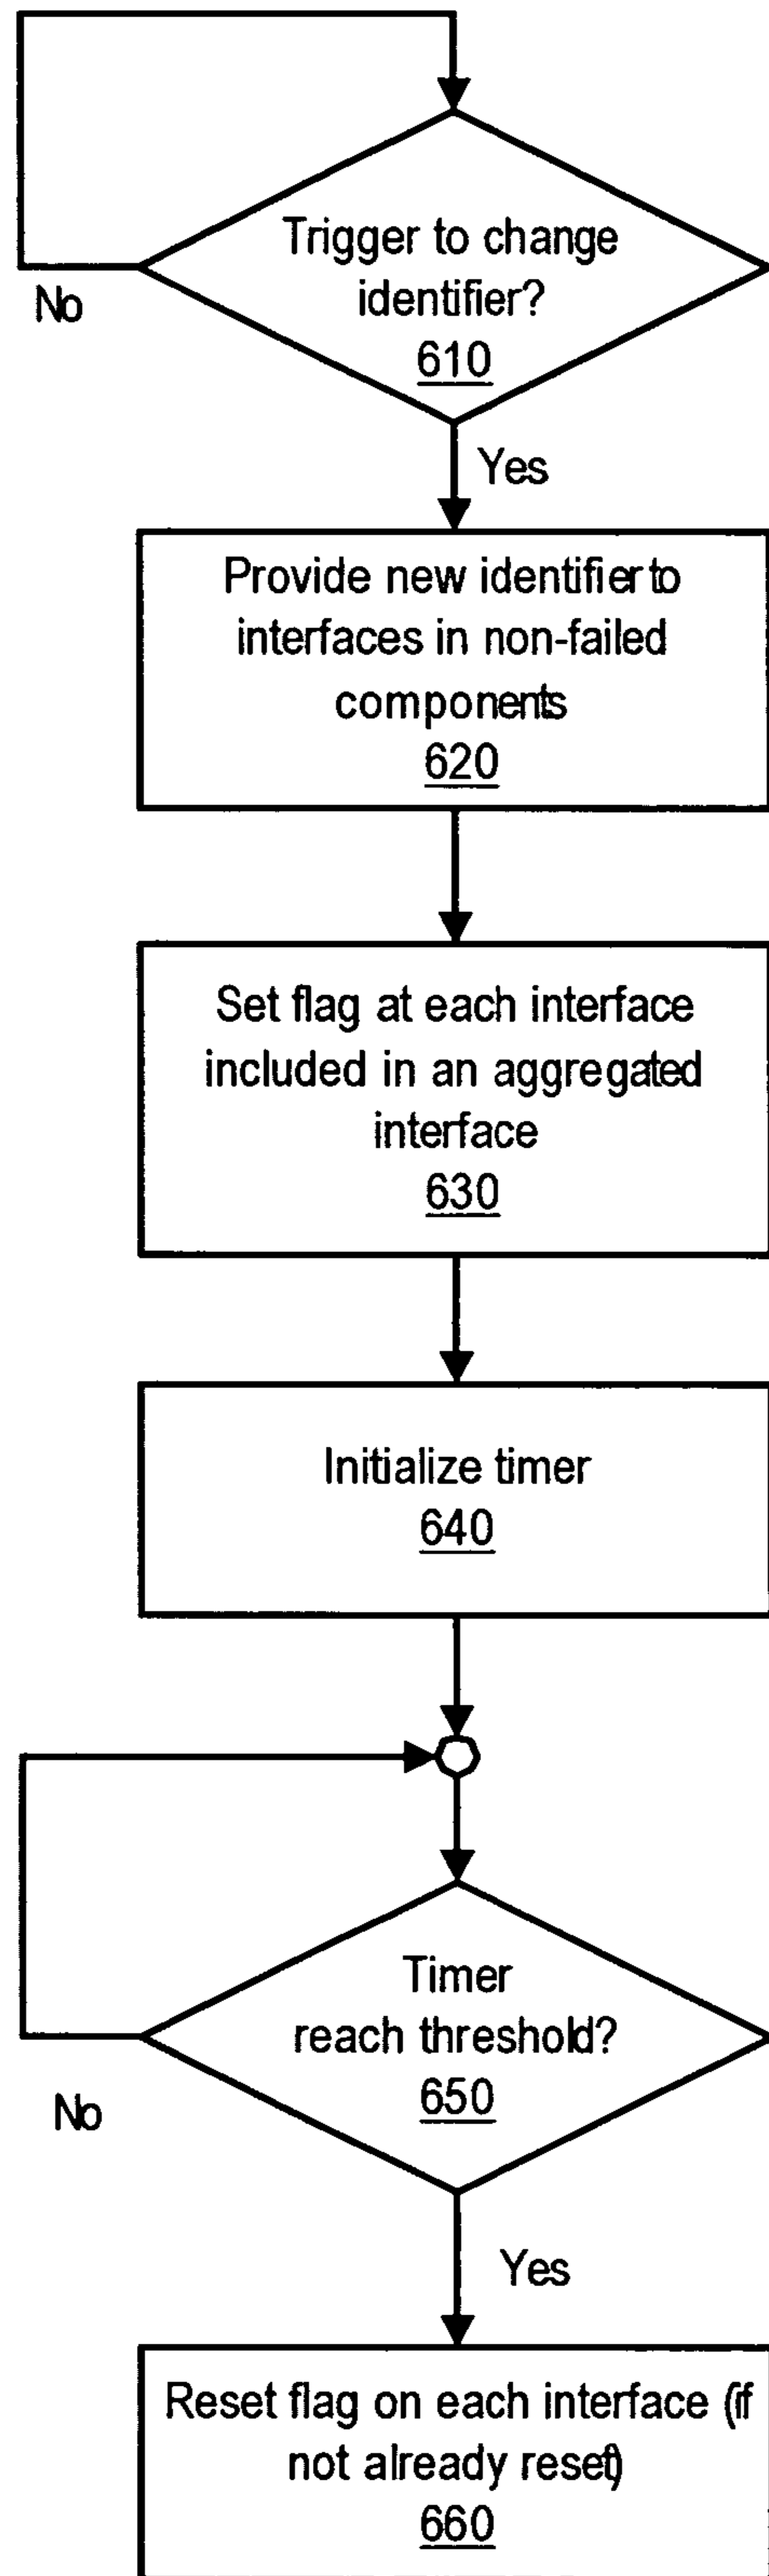 Trigger to change
identifier?
610
No
Yes
Provide new identifier to
interfaces in non-failed
components
620
Set flag at each interface
included in an aggregated
interface
630
Initialize timer
640
Timer
reach threshold?
650
No
Yes
Reset flag on each interface (if
not already reset)
660